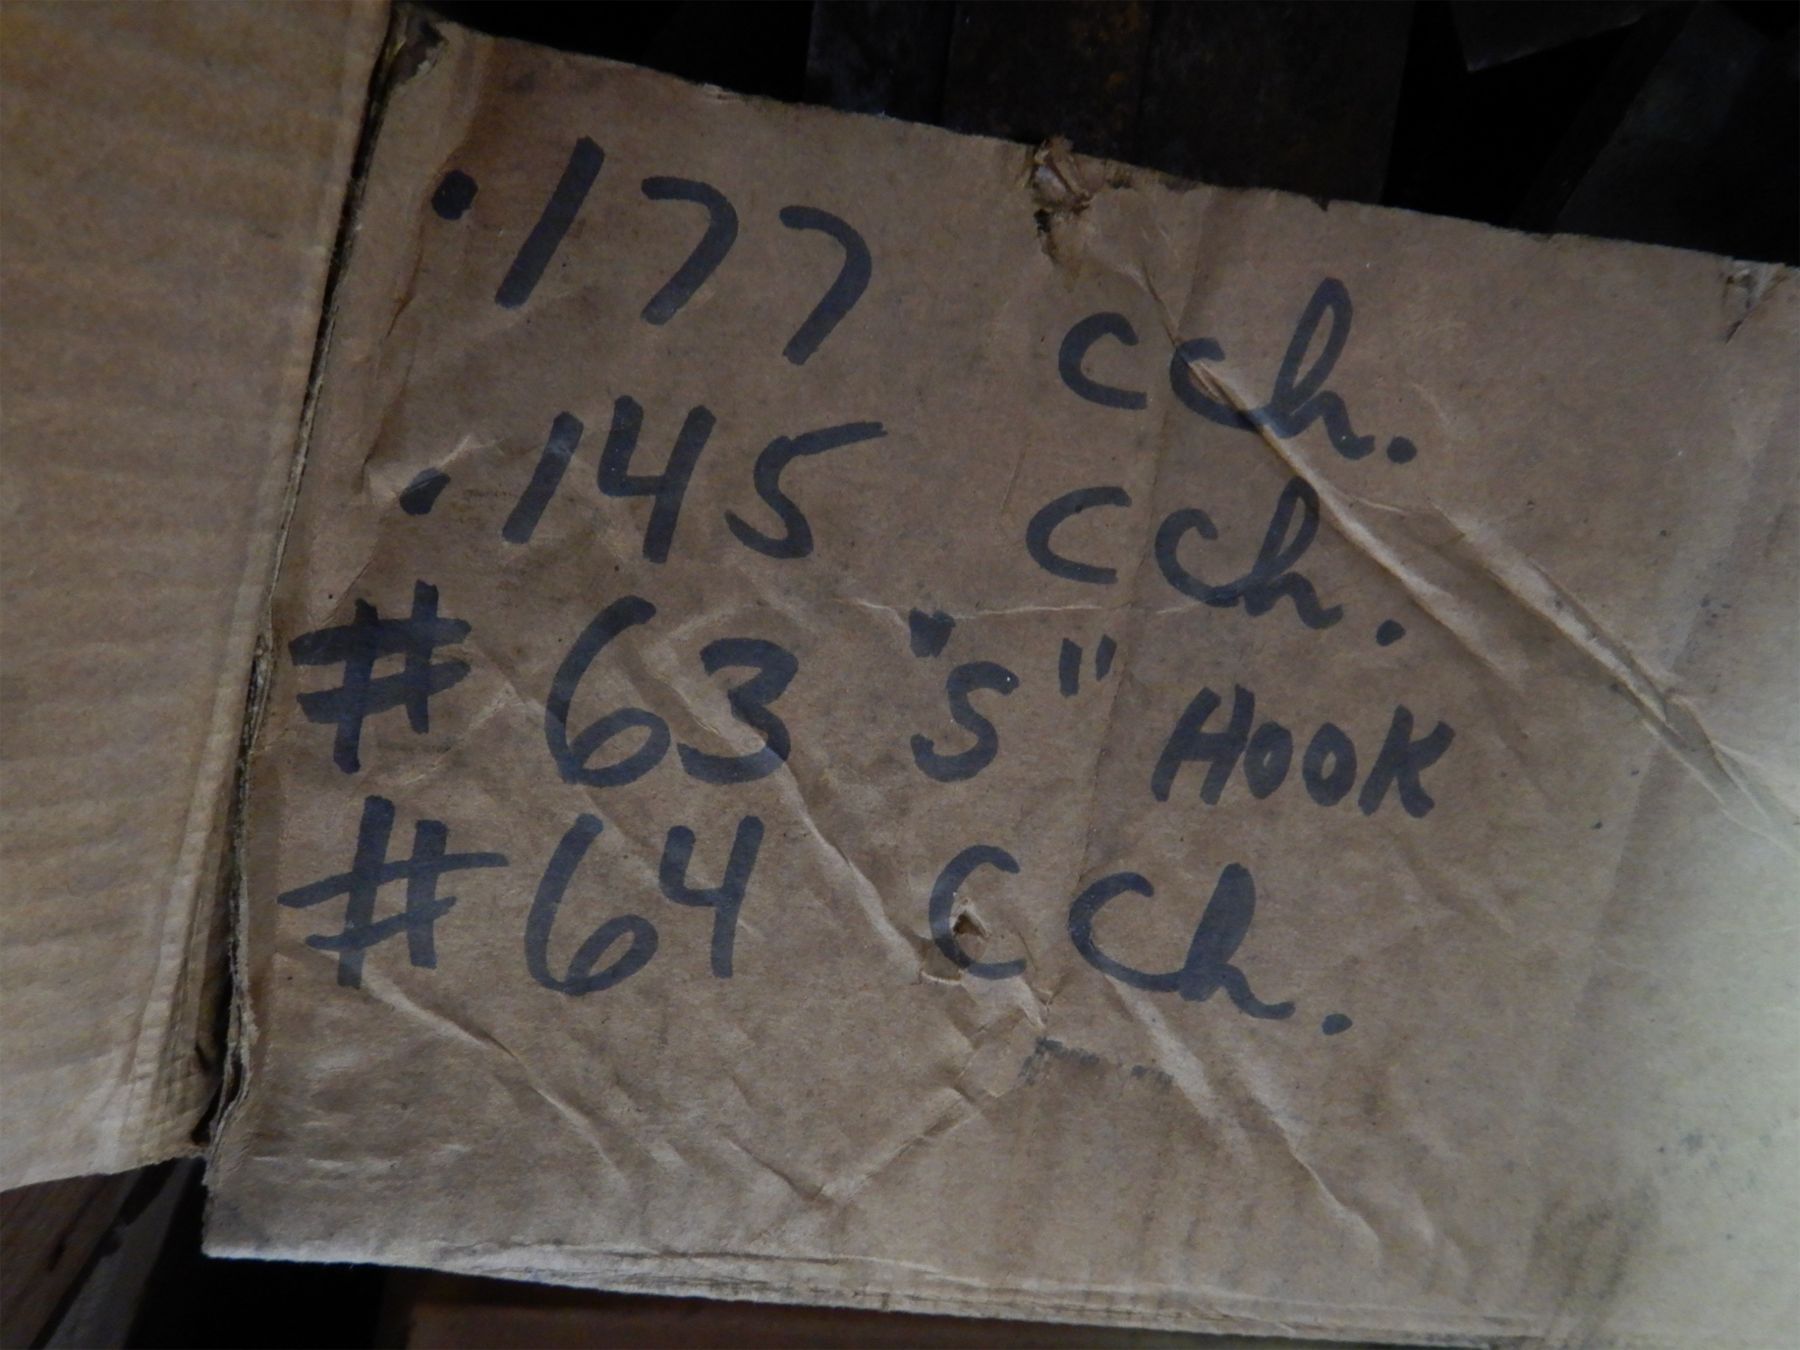 .177 cch.
.145 cch.
# 63 "S" HOOK
# 64 CCh.